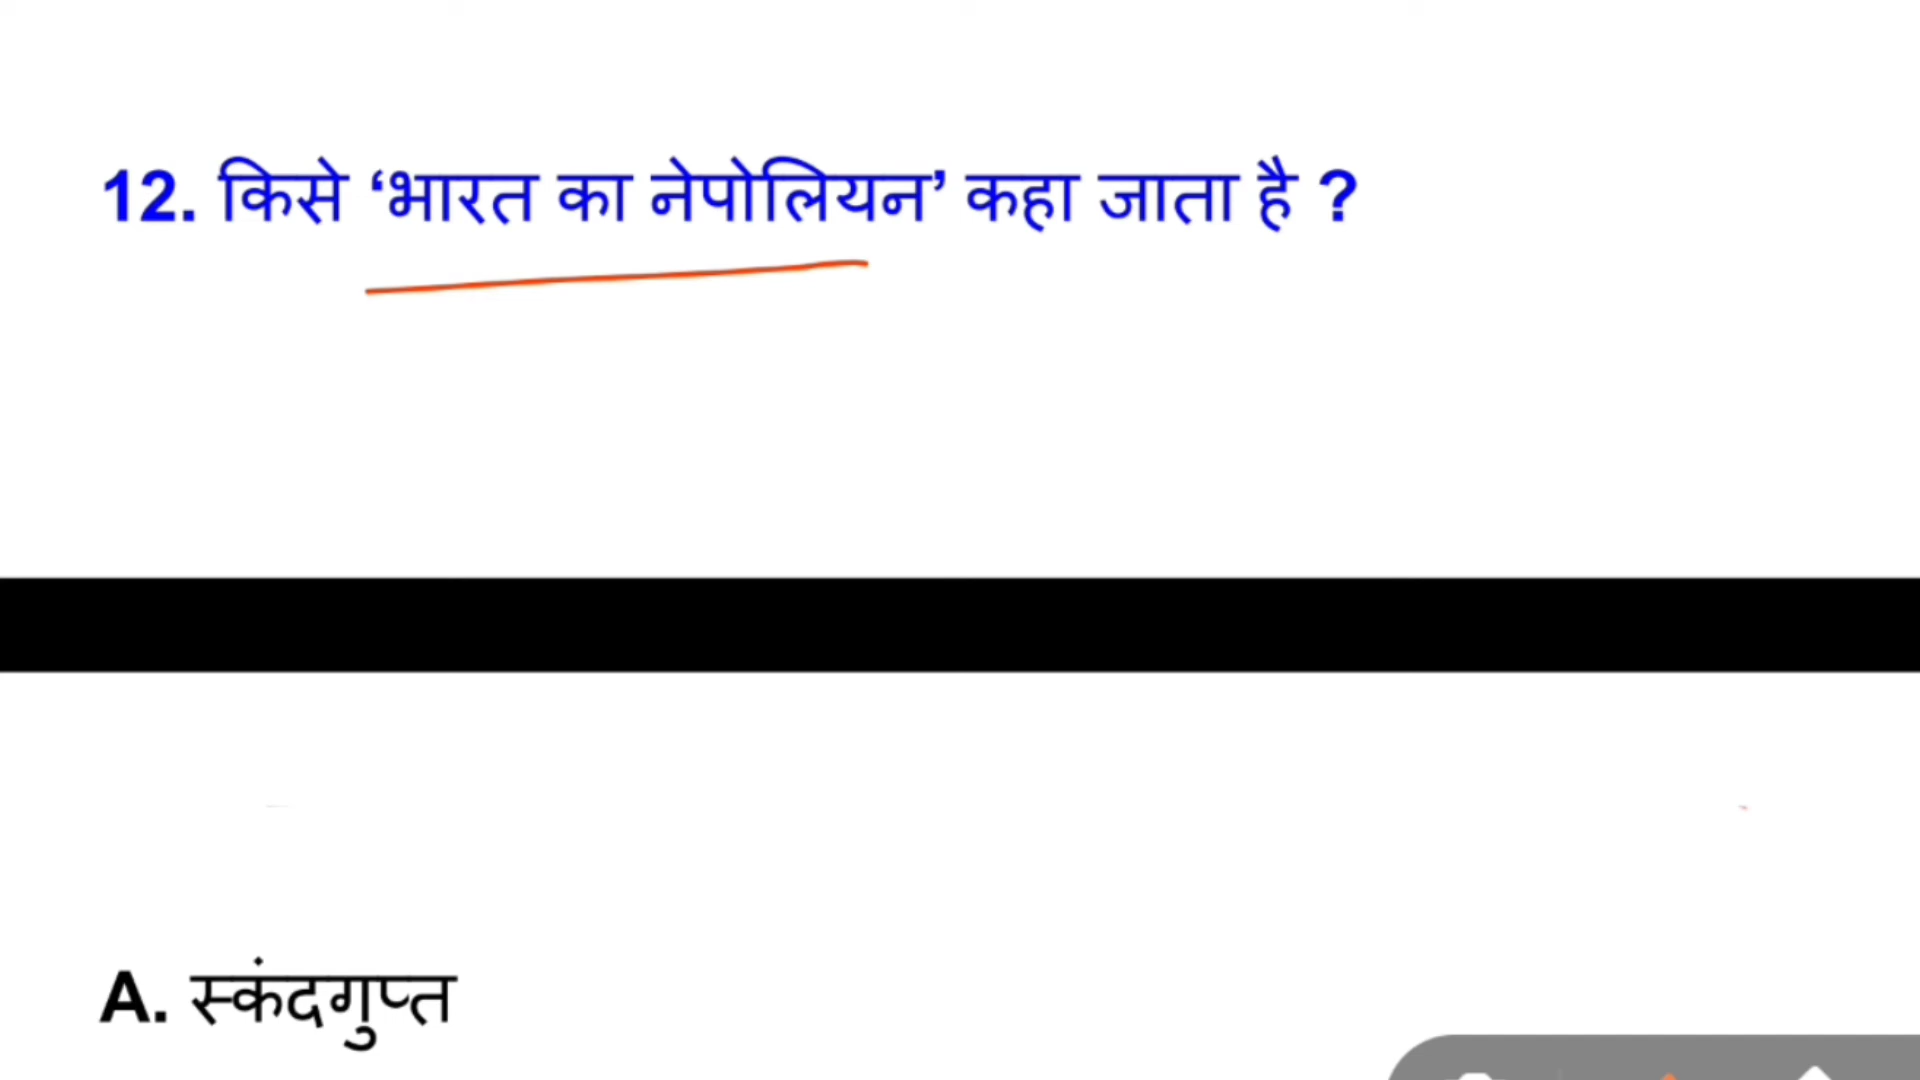 12. किसे ‘भारत का नेपोलियन’ कहा जाता है ?
A. स्कंदगुप्त